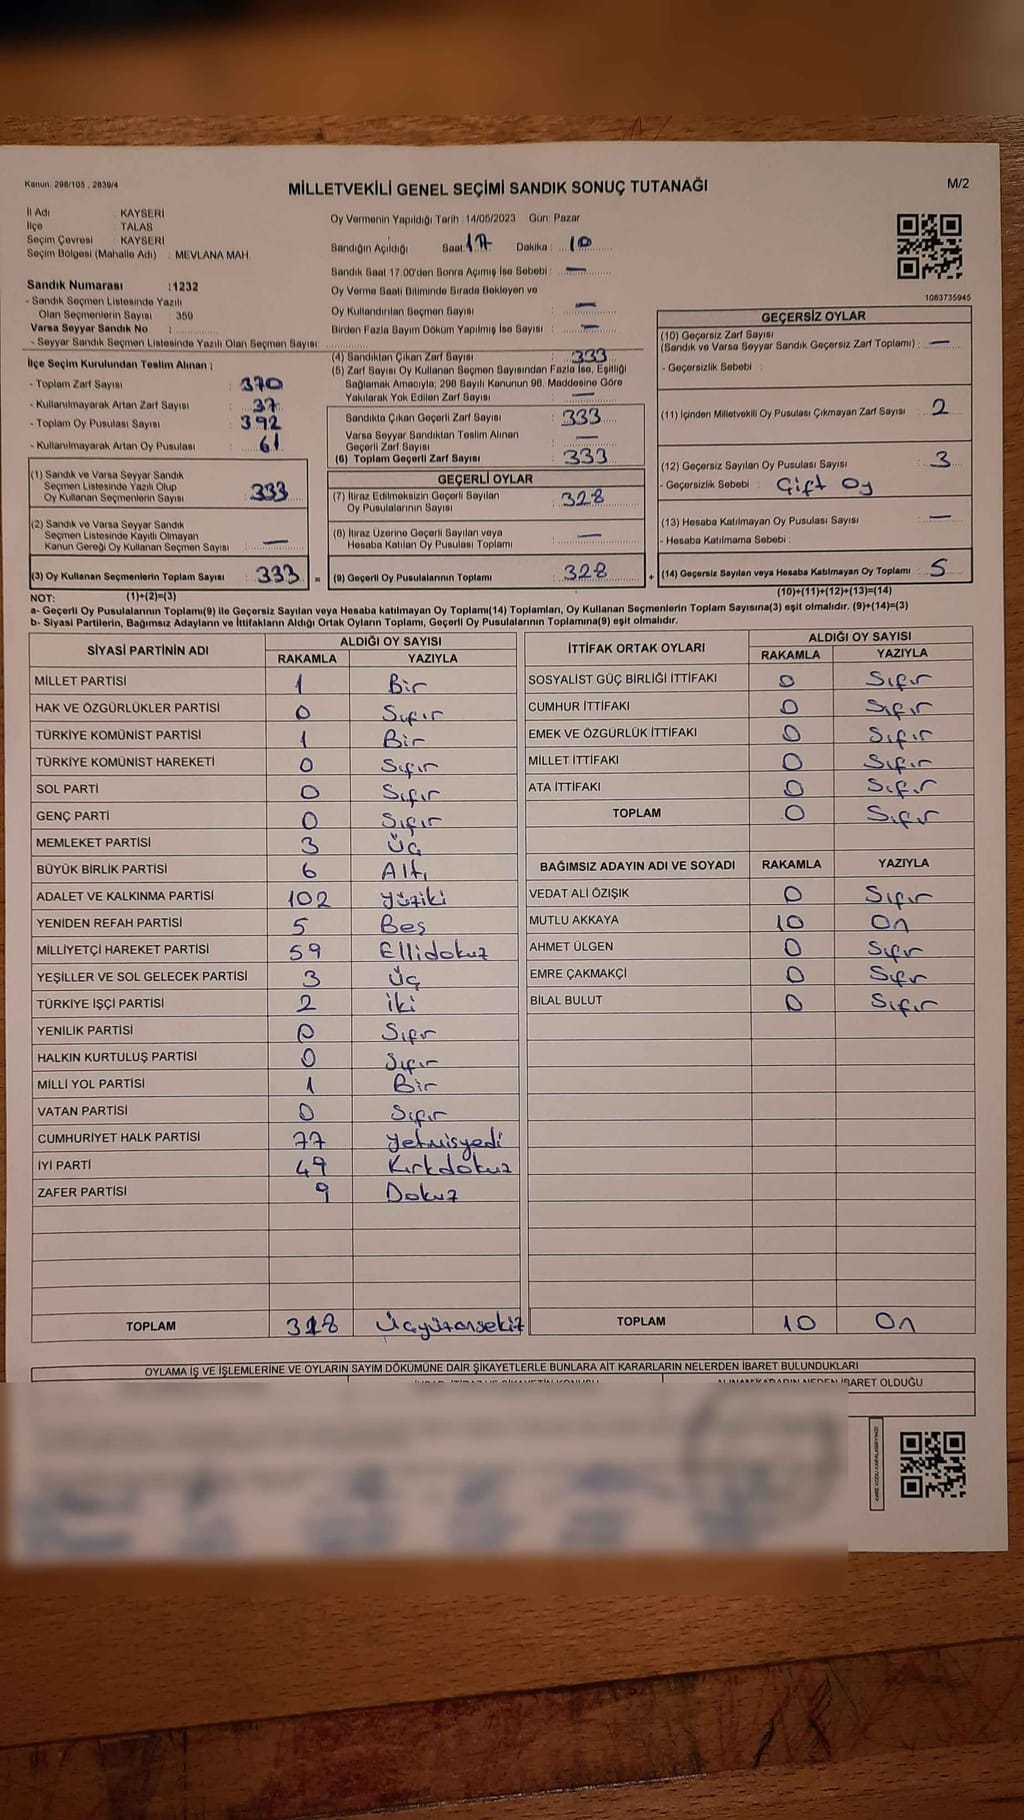 Kanun. 298/105 , 2839/4
MİLLETVEKİLİ GENEL SEÇİMİ SANDIK SONUÇ TUTANAĞI
M/2
İl Adı : KAYSERİ
İlçe : TALAS
Seçim Çevresi : KAYSERİ
Seçim Bölgesi (Mahalle Adı) : MEVLANA MAH.
Oy Vermenin Yapıldığı Tarih : 14/05/2023 Gün: Pazar
Sandığın Açıldığı Saat 17 Dakika : 10
Sandık Saat 17:00'den Sonra Açımış İse Sebebi : —
Oy Verme Saati Bitiminde Sırada Bekleyen ve
Oy Kullandırılan Seçmen Sayısı : —
Birden Fazla Sayım Döküm Yapılmış İse Sayısı : —
Sandık Numarası :1232
- Sandık Seçmen Listesinde Yazılı
Olan Seçmenlerin Sayısı : 359
Varsa Seyyar Sandık No :
- Seyyar Sandık Seçmen Listesinde Yazılı Olan Seçmen Sayısı:
1083735945
İlçe Seçim Kurulundan Teslim Alınan ;
- Toplam Zarf Sayısı : 370
- Kullanılmayarak Artan Zarf Sayısı : 37
- Toplam Oy Pusulası Sayısı : 392
- Kullanılmayarak Artan Oy Pusulası : 61
(1) Sandık ve Varsa Seyyar Sandık
Seçmen Listesinde Yazılı Olup
Oy Kullanan Seçmenlerin Sayısı : 333
(2) Sandık ve Varsa Seyyar Sandık
Seçmen Listesinde Kayıtlı Olmayan
Kanun Gereği Oy Kullanan Seçmen Sayısı : —
(3) Oy Kullanan Seçmenlerin Toplam Sayısı : 333 =
(4) Sandıktan Çıkan Zarf Sayısı : 333
(5) Zarf Sayısı Oy Kullanan Seçmen Sayısından Fazla İse, Eşitliği
Sağlamak Amacıyla, 298 Sayılı Kanunun 98. Maddesine Göre
Yakılarak Yok Edilen Zarf Sayısı : —
Sandıkta Çıkan Geçerli Zarf Sayısı : 333
Varsa Seyyar Sandıktan Teslim Alınan
Geçerli Zarf Sayısı : —
(6) Toplam Geçerli Zarf Sayısı : 333
GEÇERLİ OYLAR
(7) İtiraz Edilmeksizin Geçerli Sayılan
Oy Pusulalarının Sayısı : 328
(8) İtiraz Üzerine Geçerli Sayılan veya
Hesaba Katılan Oy Pusulası Toplamı : —
(9) Geçerli Oy Pusulalarının Toplamı : 328 +
GEÇERSİZ OYLAR
(10) Geçersiz Zarf Sayısı
(Sandık ve Varsa Seyyar Sandık Geçersiz Zarf Toplamı) : —
- Geçersizlik Sebebi :
(11) İçinden Milletvekili Oy Pusulası Çıkmayan Zarf Sayısı : 2
(12) Geçersiz Sayılan Oy Pusulası Sayısı : 3
- Geçersizlik Sebebi : Çift Oy
(13) Hesaba Katılmayan Oy Pusulası Sayısı : —
- Hesaba Katılmama Sebebi :
(14) Geçersiz Sayılan veya Hesaba Katılmayan Oy Toplamı : 5
NOT: (1)+(2)=(3)
(10)+(11)+(12)+(13)=(14)
a- Geçerli Oy Pusulalarının Toplam(9) ile Geçersiz Sayılan veya Hesaba katılmayan Oy Toplamı(14) Toplamları, Oy Kullanan Seçmenlerin Toplam Sayısına(3) eşit olmalıdır. (9)+(14)=(3)
b- Siyasi Partilerin, Bağımsız Adayların ve İttifakların Aldığı Ortak Oyların Toplamı, Geçerli Oy Pusulalarının Toplamına(9) eşit olmalıdır.
SİYASİ PARTİNİN ADI ALDIĞI OY SAYISI
RAKAMLA YAZIYLA
MİLLET PARTİSİ 1 Bir
HAK VE ÖZGÜRLÜKLER PARTİSİ 0 Sıfır
TÜRKİYE KOMÜNİST PARTİSİ 1 Bir
TÜRKİYE KOMÜNİST HAREKETİ 0 Sıfır
SOL PARTİ 0 Sıfır
GENÇ PARTİ 0 Sıfır
MEMLEKET PARTİSİ 3 Üç
BÜYÜK BİRLİK PARTİSİ 6 Altı
ADALET VE KALKINMA PARTİSİ 102 Yüziki
YENİDEN REFAH PARTİSİ 5 Beş
MİLLİYETÇİ HAREKET PARTİSİ 59 Ellidokuz
YEŞİLLER VE SOL GELECEK PARTİSİ 3 Üç
TÜRKİYE İŞÇİ PARTİSİ 2 İki
YENİLİK PARTİSİ 0 Sıfır
HALKIN KURTULUŞ PARTİSİ 0 Sıfır
MİLLİ YOL PARTİSİ 1 Bir
VATAN PARTİSİ 0 Sıfır
CUMHURİYET HALK PARTİSİ 77 Yetmişyedi
İYİ PARTİ 49 Kırkdokuz
ZAFER PARTİSİ 9 Dokuz
TOPLAM 318 Üçyüzonsekiz
İTTİFAK ORTAK OYLARI ALDIĞI OY SAYISI
RAKAMLA YAZIYLA
SOSYALİST GÜÇ BİRLİĞİ İTTİFAKI 0 Sıfır
CUMHUR İTTİFAKI 0 Sıfır
EMEK VE ÖZGÜRLÜK İTTİFAKI 0 Sıfır
MİLLET İTTİFAKI 0 Sıfır
ATA İTTİFAKI 0 Sıfır
TOPLAM 0 Sıfır
BAĞIMSIZ ADAYIN ADI VE SOYADI RAKAMLA YAZIYLA
VEDAT ALİ ÖZIŞIK 0 Sıfır
MUTLU AKKAYA 10 On
AHMET ÜLGEN 0 Sıfır
EMRE ÇAKMAKÇİ 0 Sıfır
BİLAL BULUT 0 Sıfır
TOPLAM 10 On
OYLAMA İŞ VE İŞLEMLERİNE VE OYLARIN SAYIM DÖKÜMÜNE DAİR ŞİKAYETLERLE BUNLARA AİT KARARLARIN NELERDEN İBARET BULUNDUKLARI
ALINAN KARARIN NEDEN İBARET OLDUĞU